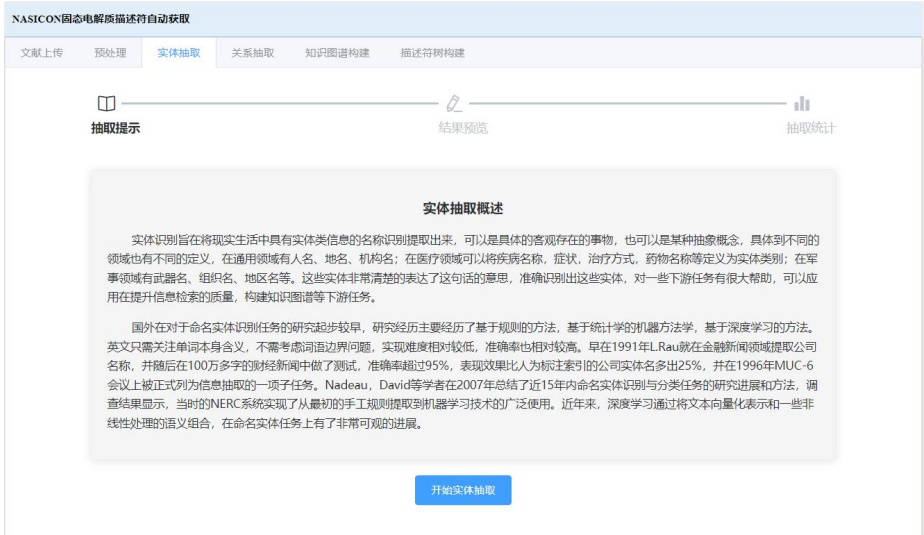 NASICON固态电解质描述符自动获取
文献上传 预处理 实体抽取 关系抽取 知识图谱构建 描述符树构建
抽取提示 结果预览 抽取统计
实体抽取概述
实体识别旨在将现实生活中具有实体类信息的名称识别提取出来，可以是具体的客观存在的事物，也可以是某种抽象概念，具体到不同的
领域也有不同的定义，在通用领域有人名、地名、机构名；在医疗领域可以将疾病名称，症状，治疗方式，药物名称等定义为实体类别；在军
事领域有武器名、组织名、地区名等。这些实体非常清楚的表达了这句话的意思，准确识别出这些实体，对一些下游任务有很大帮助，可以应
用在提升信息检索的质量，构建知识图谱等下游任务。
国外在对于命名实体识别任务的研究起步较早，研究经历主要经历了基于规则的方法，基于统计学的机器方法学，基于深度学习的方法。
英文只需关注单词本身含义，不需考虑词语边界问题，实现难度相对较低，准确率也相对较高。早在1991年L.Rau就在金融新闻领域提取公司
名称，并随后在100万多字的财经新闻中做了测试，准确率超过95%，表现效果比人为标注索引的公司实体名多出25%，并在1996年MUC-6
会议上被正式列为信息抽取的一项子任务。Nadeau，David等学者在2007年总结了近15年内命名实体识别与分类任务的研究进展和方法，调
查结果显示，当时的NERC系统实现了从最初的手工规则提取到机器学习技术的广泛使用。近年来，深度学习通过将文本向量化表示和一些非
线性处理的语义组合，在命名实体任务上有了非常可观的进展。
开始实体抽取